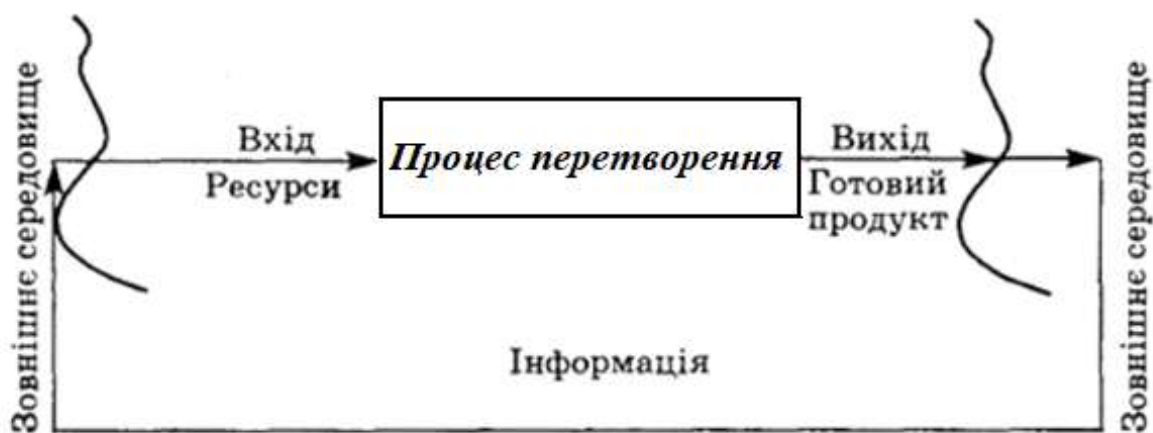 Зовнішнє середовище
Вхід
Ресурси
Процес перетворення
Вихід
Готовий
продукт
Інформація
Зовнішнє середовище